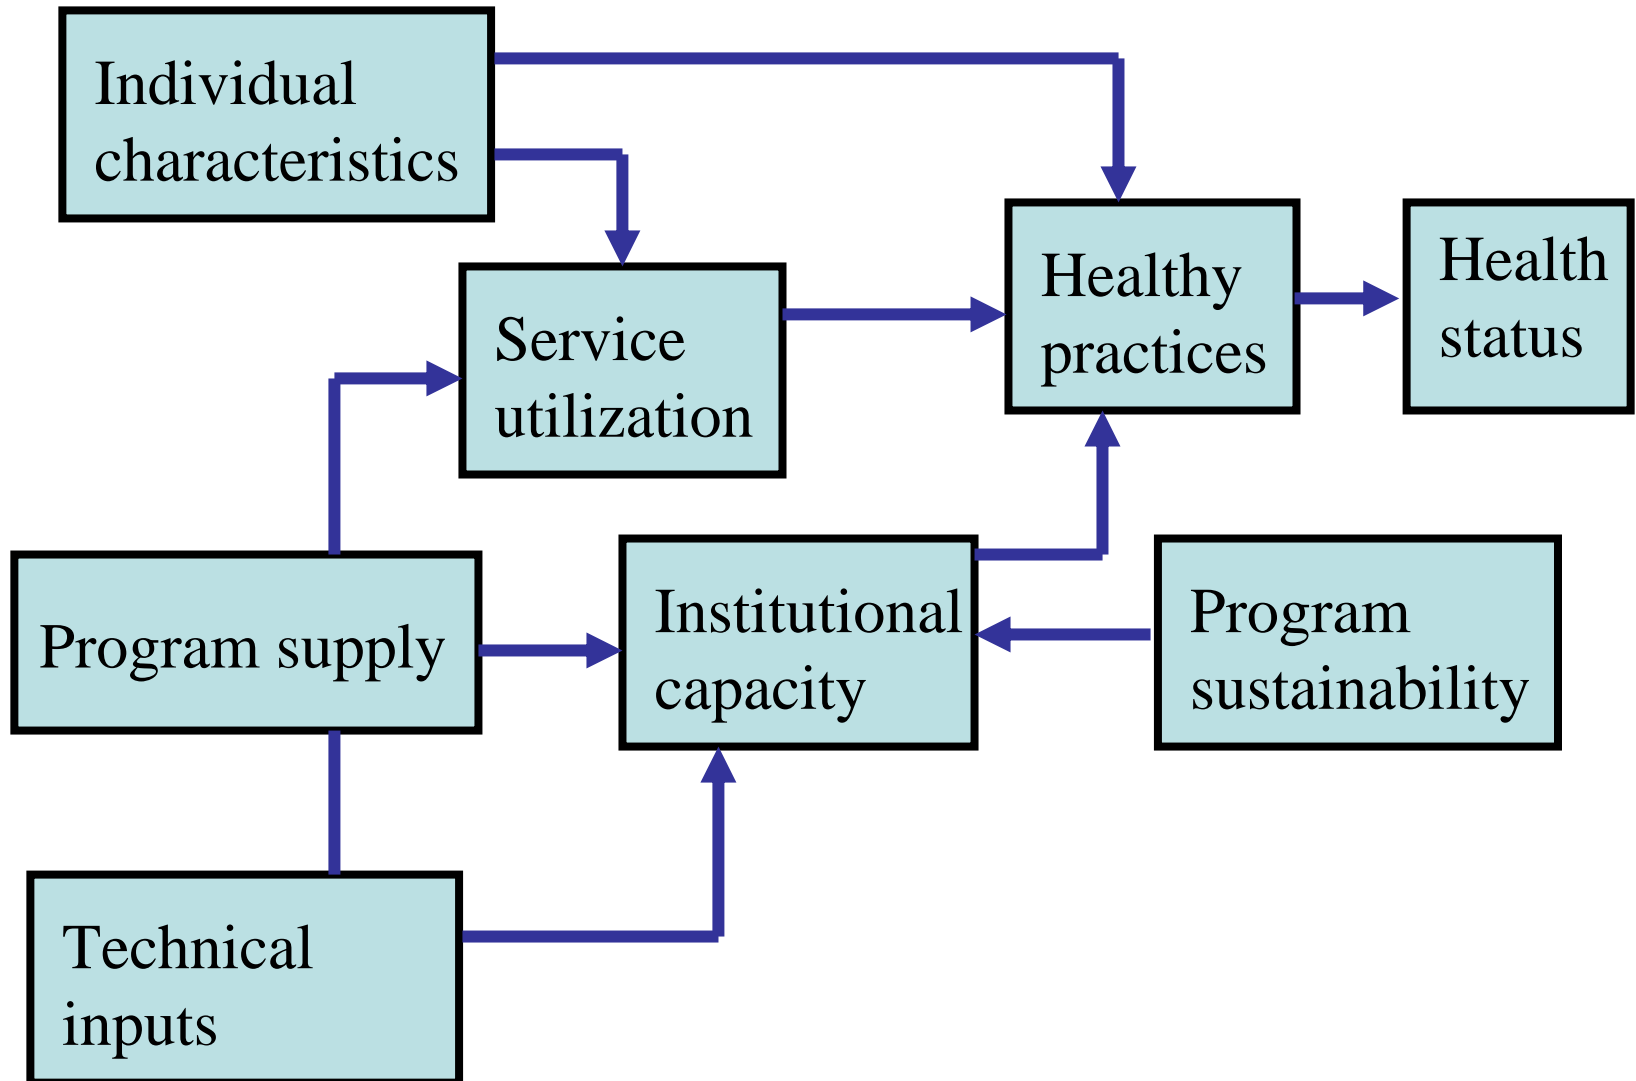 Individual
characteristics
Healthy
practices
Health
status
Service
utilization
Program supply
Institutional
capacity
Program
sustainability
Technical
inputs